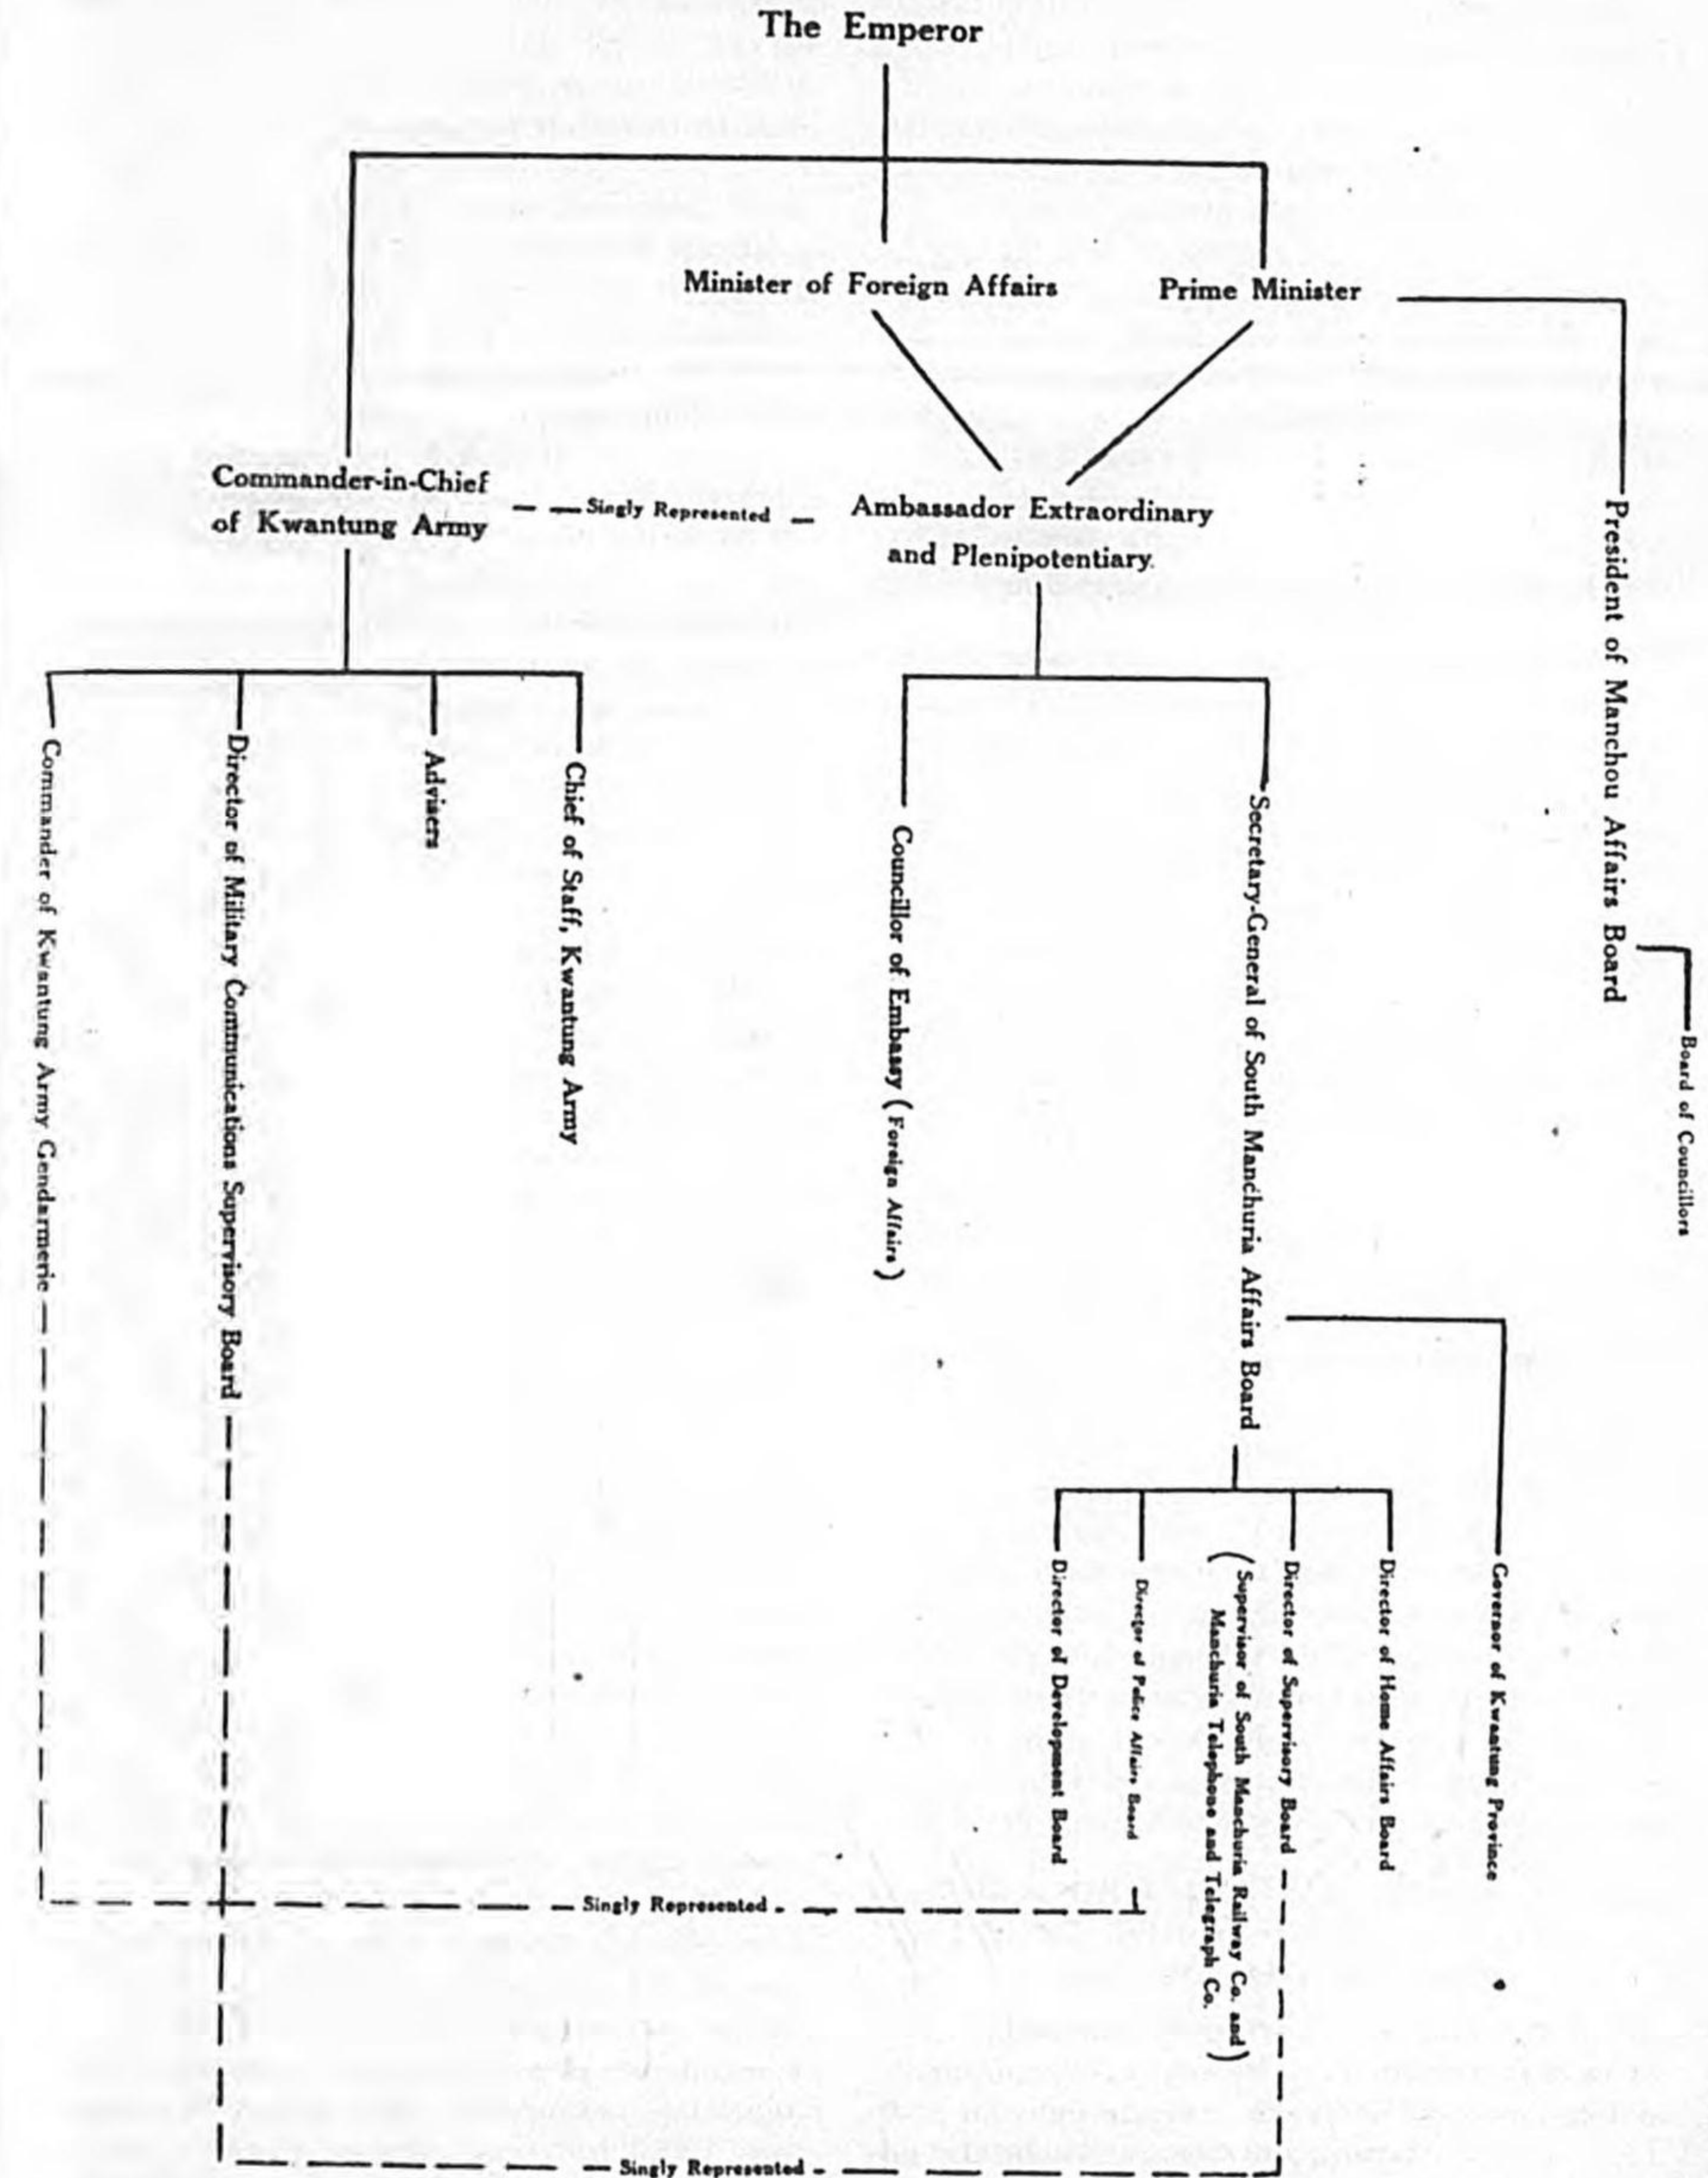 The Emperor
Minister of Foreign Affairs
Prime Minister
Commander-in-Chief
of Kwantung Army
Singly Represented
Ambassador Extraordinary
and Plenipotentiary.
President of Manchou Affairs Board
Board of Councillors
Commander of Kwantung Army Gendarmerie
Director of Military Communications Supervisory Board
Advisers
Chief of Staff, Kwantung Army
Councillor of Embassy (Foreign Affairs)
Secretary-General of South Manchuria Affairs Board
Director of Development Board
Director of Police Affairs Board
Director of Supervisory Board
(Supervisor of South Manchuria Railway Co. and
Manchuria Telephone and Telegraph Co.)
Director of Home Affairs Board
Governor of Kwantung Province
Singly Represented
Singly Represented